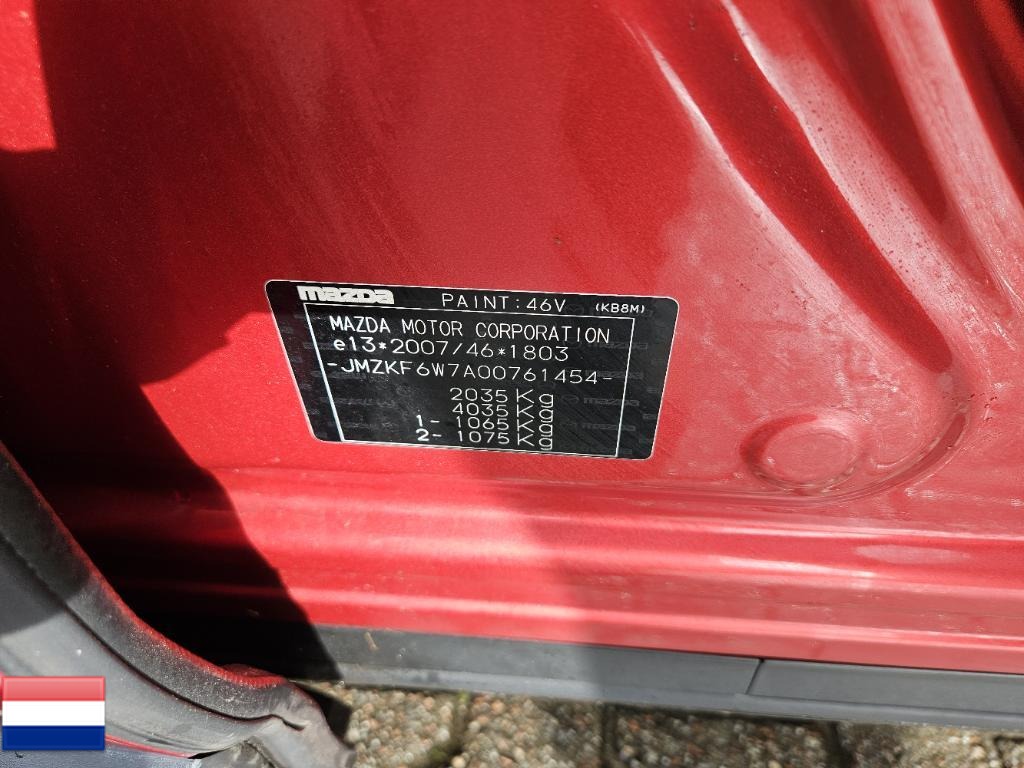 mazda PAINT:46V (KB8M)
MAZDA MOTOR CORPORATION
e13*2007/46*1803
-JMZKF6W7A00761454-
2035 Kg
4035 Kg
1- 1065 Kg
2- 1075 Kg